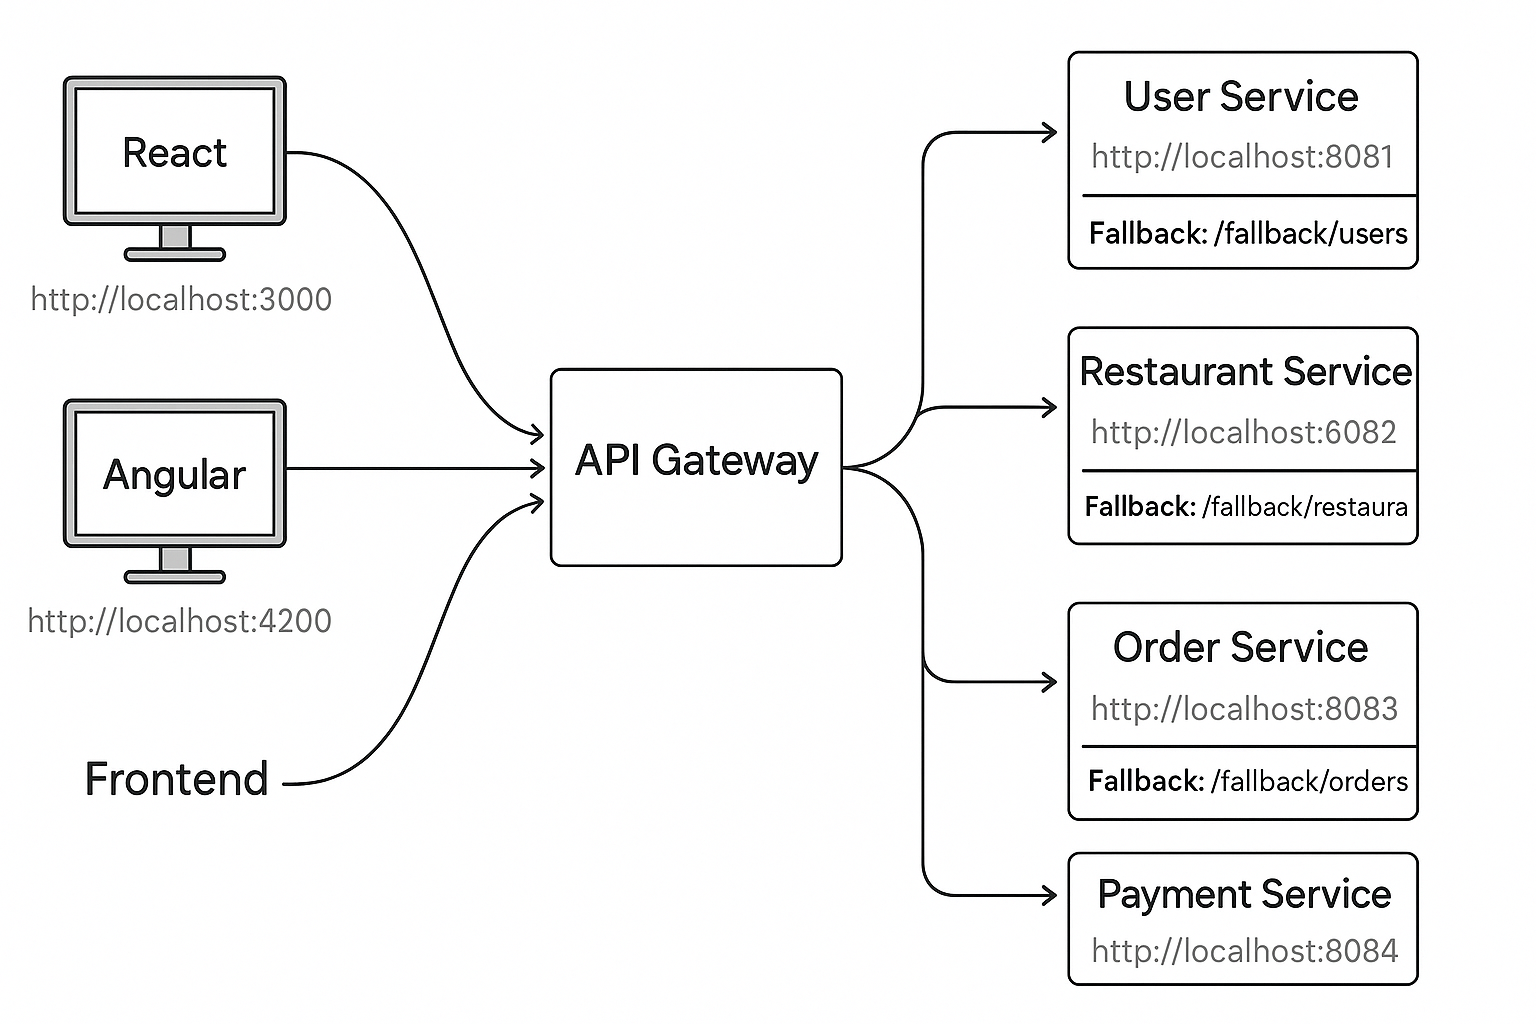 React
http://localhost:3000
Angular
http://localhost:4200
Frontend
API Gateway
User Service
http://localhost:8081
Fallback: /fallback/users
Restaurant Service
http://localhost:6082
Fallback: /fallback/restaura
Order Service
http://localhost:8083
Fallback: /fallback/orders
Payment Service
http://localhost:8084